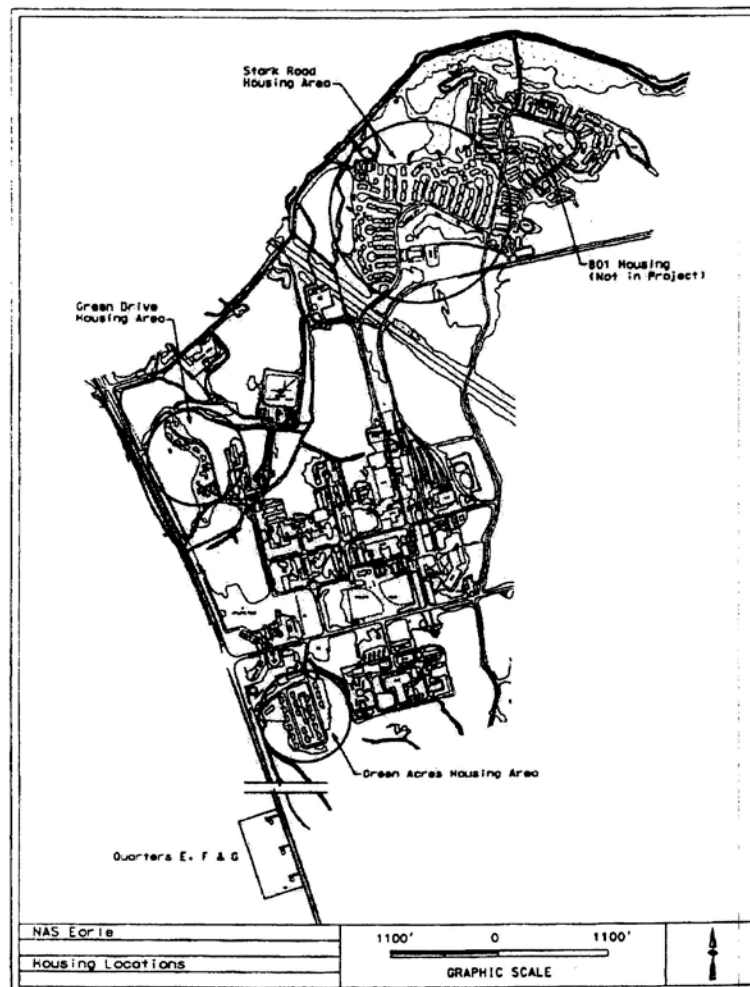 Stark Road
Housing Area
801 Housing
(Not in Project)
Green Drive
Housing Area
Green Acres Housing Area
Quarters E, F & G
NAS Earle
Housing Locations
1100' 0 1100'
GRAPHIC SCALE